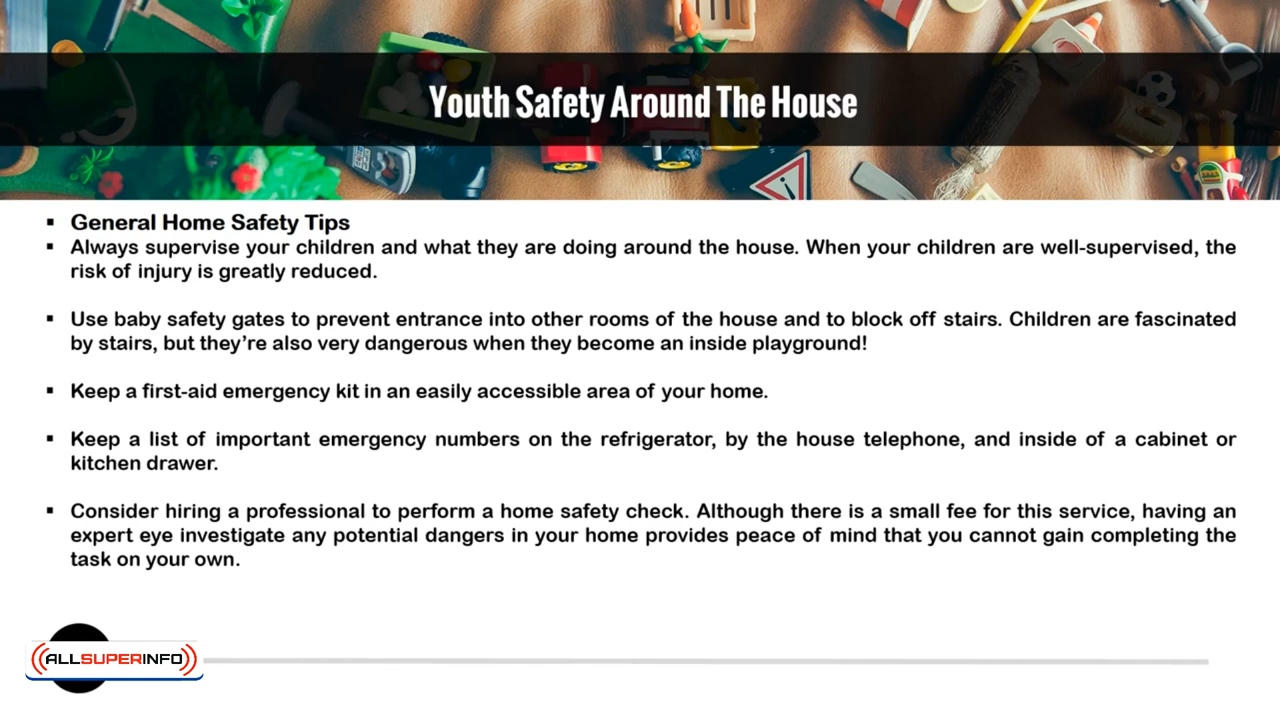 Youth Safety Around The House
▪ General Home Safety Tips
▪ Always supervise your children and what they are doing around the house. When your children are well-supervised, the
risk of injury is greatly reduced.
▪ Use baby safety gates to prevent entrance into other rooms of the house and to block off stairs. Children are fascinated
by stairs, but they’re also very dangerous when they become an inside playground!
▪ Keep a first-aid emergency kit in an easily accessible area of your home.
▪ Keep a list of important emergency numbers on the refrigerator, by the house telephone, and inside of a cabinet or
kitchen drawer.
▪ Consider hiring a professional to perform a home safety check. Although there is a small fee for this service, having an
expert eye investigate any potential dangers in your home provides peace of mind that you cannot gain completing the
task on your own.
ALLSUPERINFO